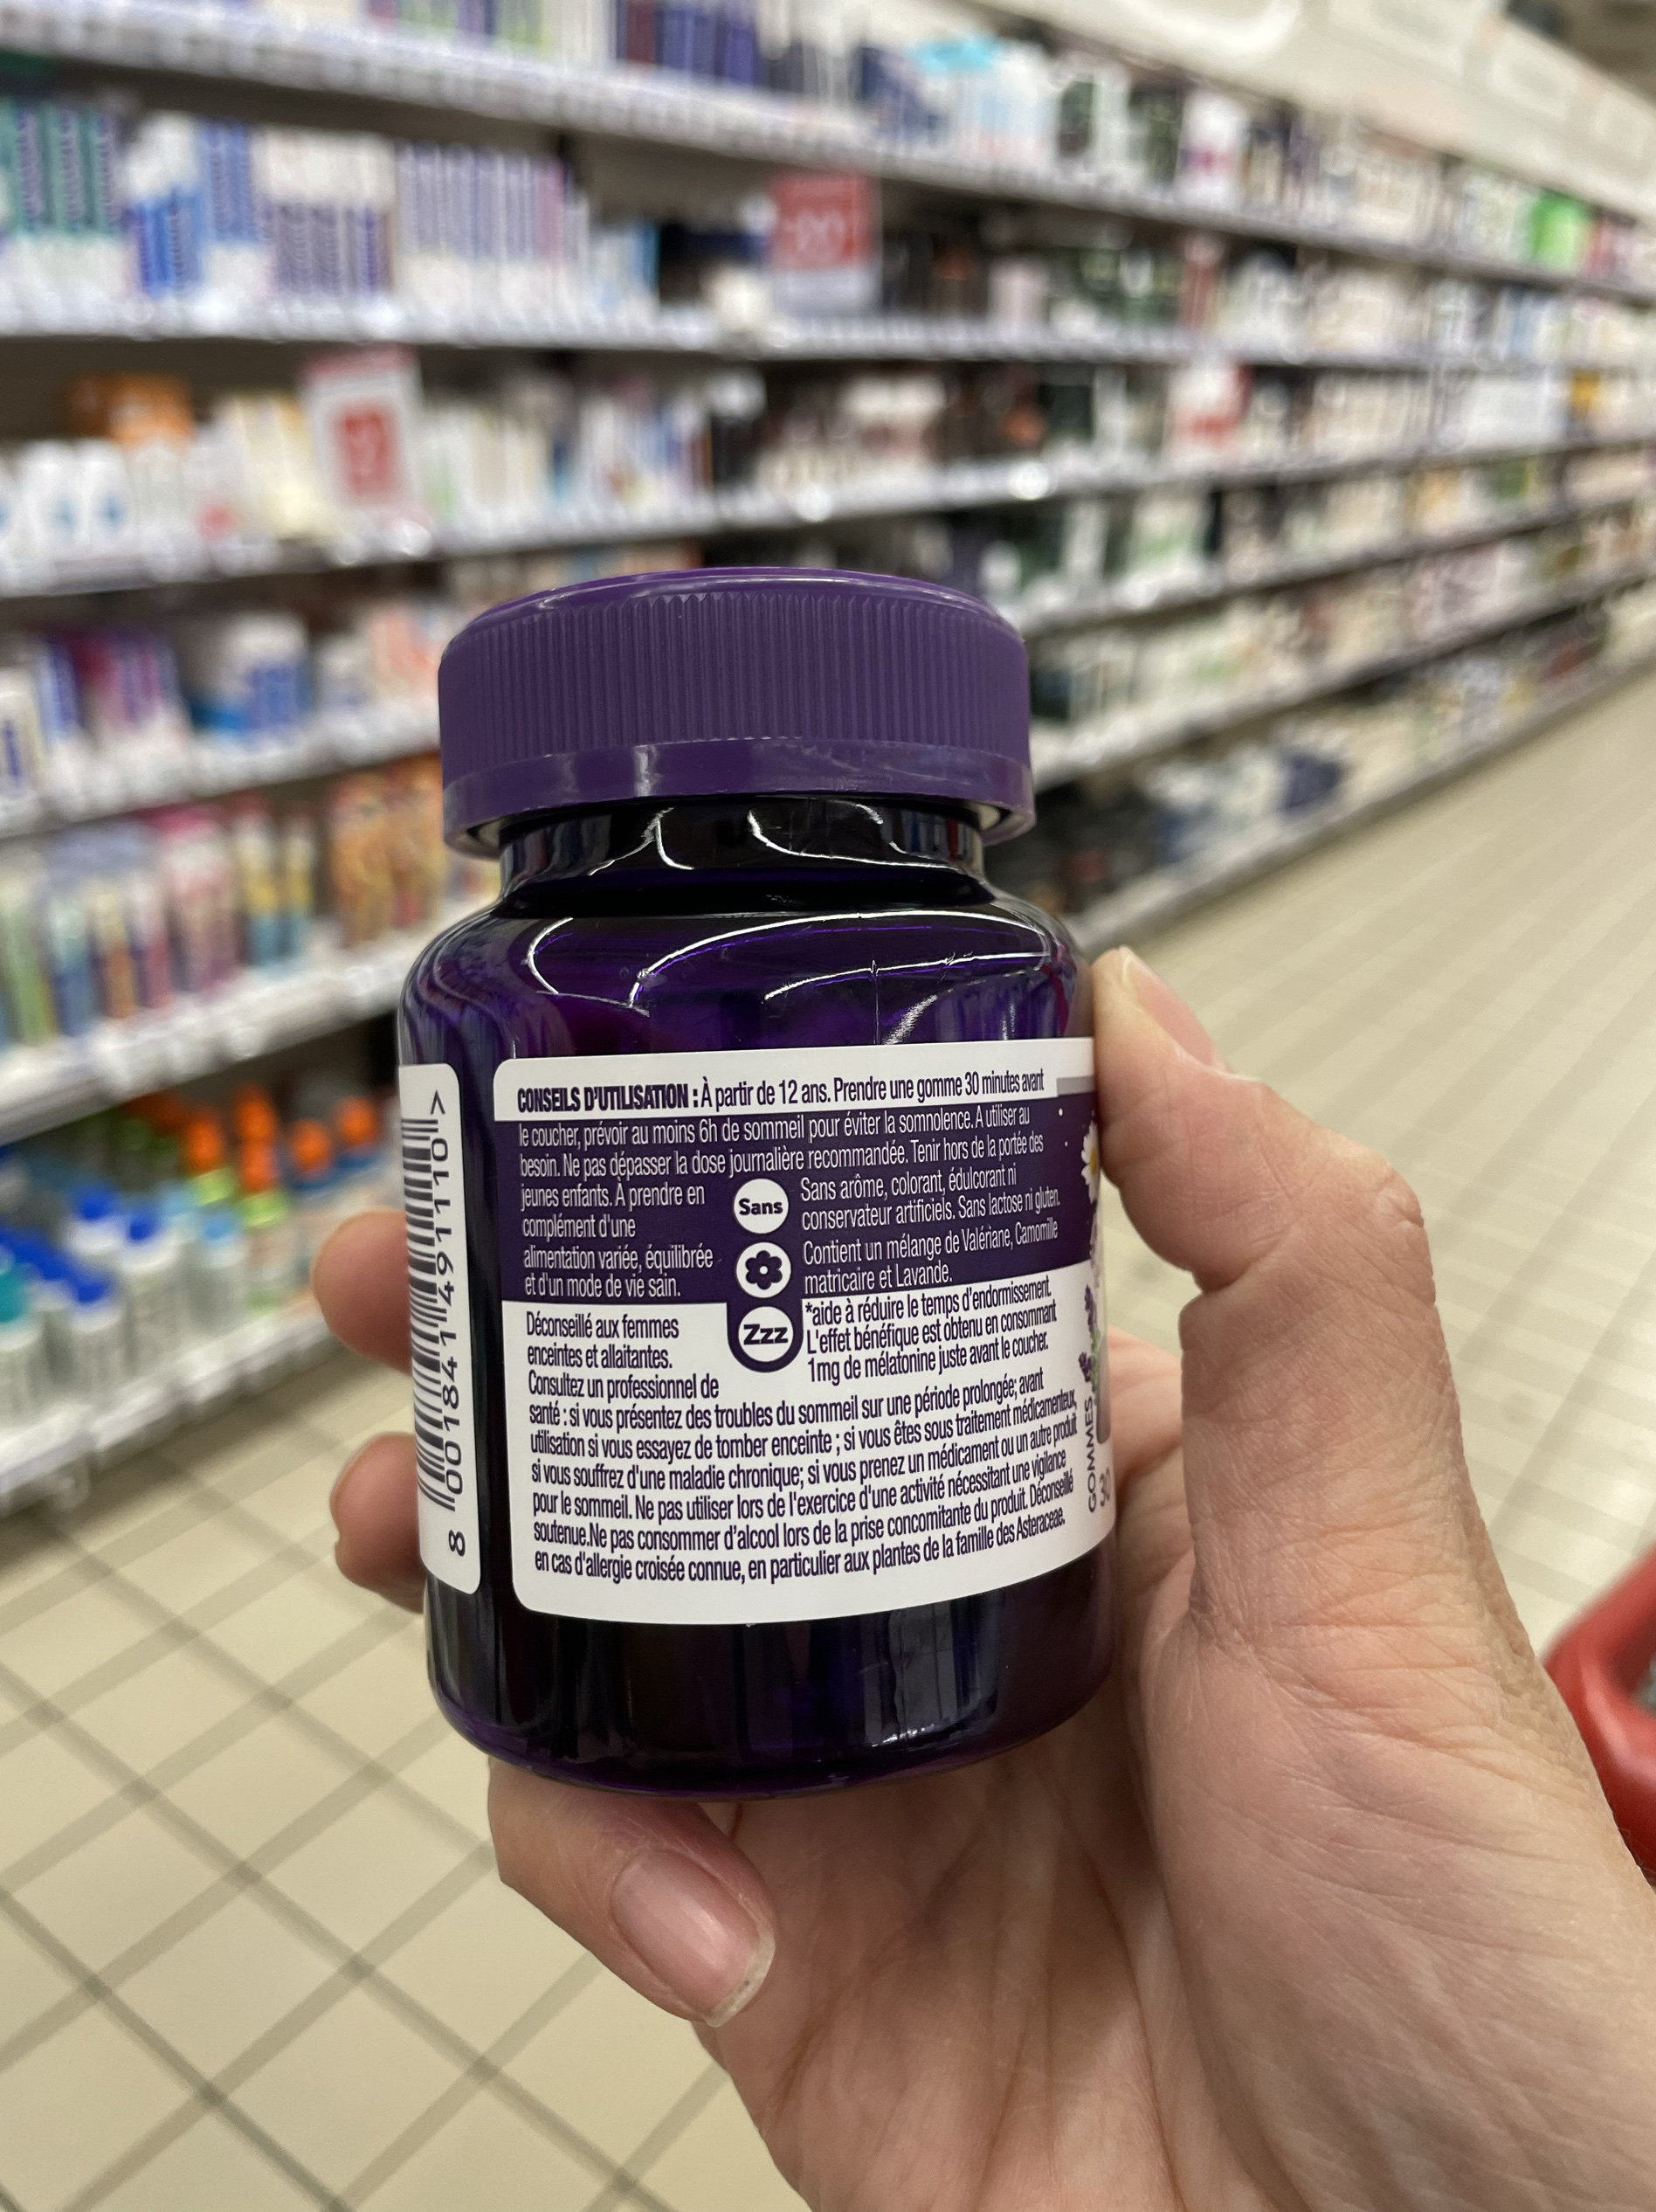 CONSEILS D'UTILISATION : À partir de 12 ans. Prendre une gomme 30 minutes avant
le coucher, prévoir au moins 6h de sommeil pour éviter la somnolence. A utiliser au
besoin. Ne pas dépasser la dose journalière recommandée. Tenir hors de la portée des
jeunes enfants. À prendre en
complément d'une
alimentation variée, équilibrée
et d'un mode de vie sain.
Sans
Sans arôme, colorant, édulcorant ni
conservateur artificiels. Sans lactose ni gluten.
Contient un mélange de Valériane, Camomille
matricaire et Lavande.
Zzz
*aide à réduire le temps d'endormissement.
L'effet bénéfique est obtenu en consommant
1mg de mélatonine juste avant le coucher.
Déconseillé aux femmes
enceintes et allaitantes.
Consultez un professionnel de
santé : si vous présentez des troubles du sommeil sur une période prolongée; avant
utilisation si vous essayez de tomber enceinte ; si vous êtes sous traitement médicamenteux,
si vous souffrez d'une maladie chronique; si vous prenez un médicament ou un autre produit
pour le sommeil. Ne pas utiliser lors de l'exercice d'une activité nécessitant une vigilance
soutenue.Ne pas consommer d'alcool lors de la prise concomitante du produit. Déconseillé
en cas d'allergie croisée connue, en particulier aux plantes de la famille des Asteraceae.
8 001841 491110 >
GOMMES